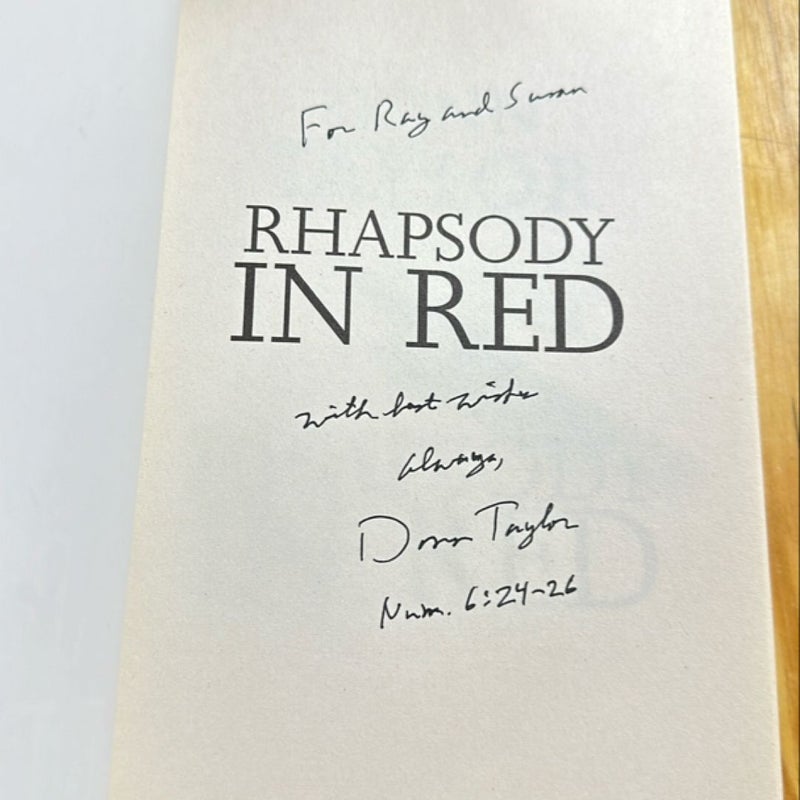 For Ray and Susan
RHAPSODY
IN RED
with best wishes
always,
Donn Taylor
Num. 6:24-26